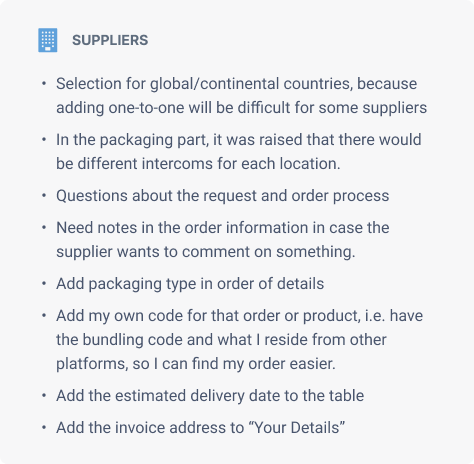 SUPPLIERS
• Selection for global/continental countries, because
adding one-to-one will be difficult for some suppliers
• In the packaging part, it was raised that there would
be different intercoms for each location.
• Questions about the request and order process
• Need notes in the order information in case the
supplier wants to comment on something.
• Add packaging type in order of details
• Add my own code for that order or product, i.e. have
the bundling code and what I reside from other
platforms, so I can find my order easier.
• Add the estimated delivery date to the table
• Add the invoice address to “Your Details”